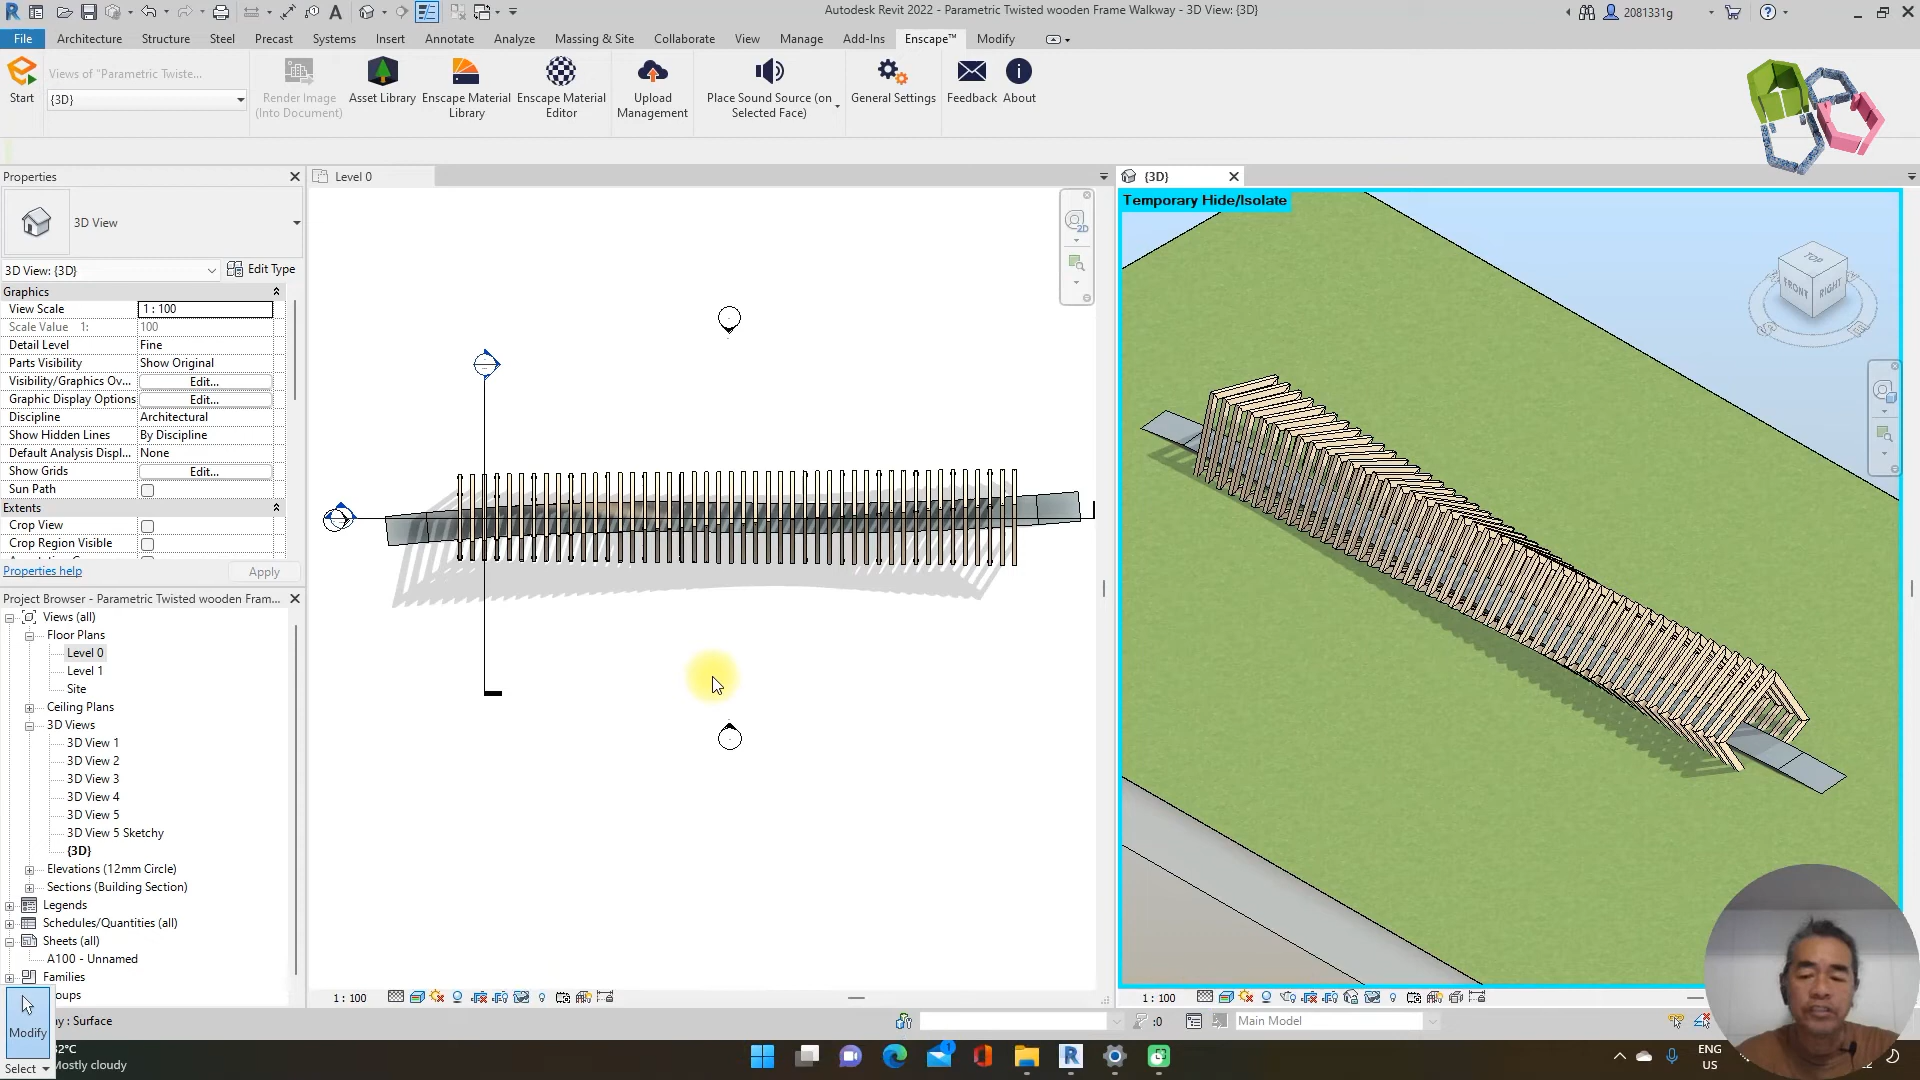 Autodesk Revit 2022 - Parametric Twisted wooden Frame Walkway - 3D View: {3D}
2081331g
File Architecture Structure Steel Precast Systems Insert Annotate Analyze Massing & Site Collaborate View Manage Add-Ins Enscape™ Modify
Start
Views of "Parametric Twiste...
{3D}
Render Image
(Into Document)
Asset Library
Enscape Material
Library
Enscape Material
Editor
Upload
Management
Place Sound Source (on
Selected Face)
General Settings
Feedback
About
Properties
3D View
3D View: {3D}
Edit Type
Graphics
View Scale 1 : 100
Scale Value 1: 100
Detail Level Fine
Parts Visibility Show Original
Visibility/Graphics Ov... Edit...
Graphic Display Options Edit...
Discipline Architectural
Show Hidden Lines By Discipline
Default Analysis Displ... None
Show Grids Edit...
Sun Path
Extents
Crop View
Crop Region Visible
Properties help
Apply
Project Browser - Parametric Twisted wooden Fram...
Views (all)
Floor Plans
Level 0
Level 1
Site
Ceiling Plans
3D Views
3D View 1
3D View 2
3D View 3
3D View 4
3D View 5
3D View 5 Sketchy
{3D}
Elevations (12mm Circle)
Sections (Building Section)
Legends
Schedules/Quantities (all)
Sheets (all)
A100 - Unnamed
Families
oups
Modify
Select
ay : Surface
Level 0
2D
1 : 100
{3D}
Temporary Hide/Isolate
TOP
FRONT
RIGHT
S
E
1 : 100
:0
Main Model
32°C
Mostly cloudy
ENG
US